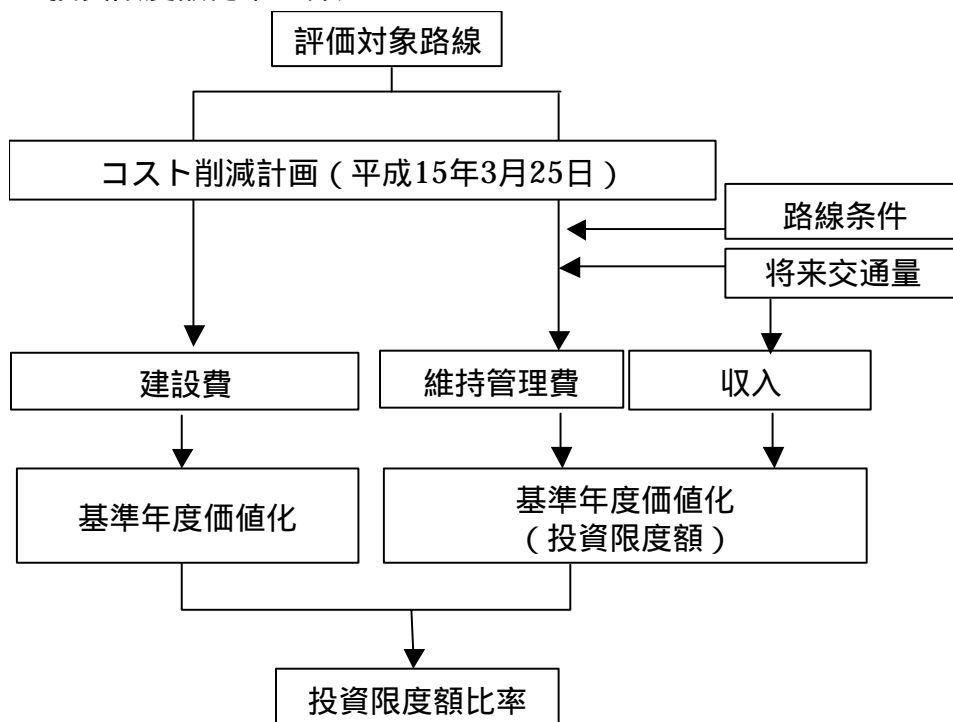 評価対象路線
コスト削減計画（平成15年3月25日）
路線条件
将来交通量
建設費
維持管理費
収入
基準年度価値化
基準年度価値化
（投資限度額）
投資限度額比率